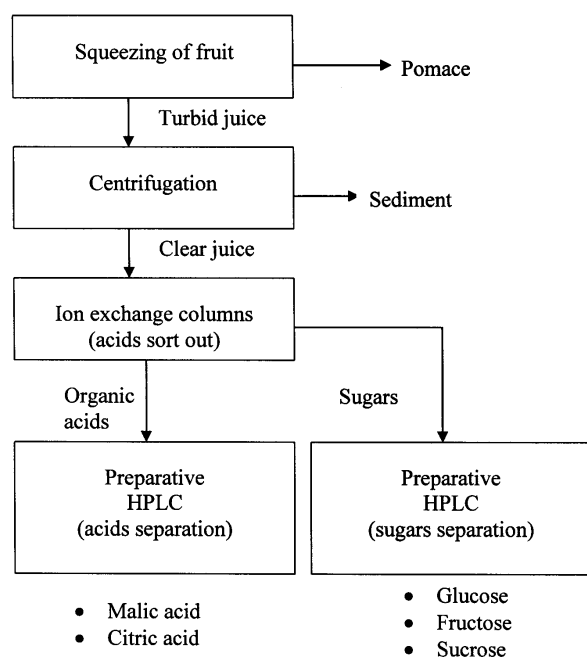 Squeezing of fruit
Pomace
Turbid juice
Centrifugation
Sediment
Clear juice
Ion exchange columns
(acids sort out)
Organic
acids
Sugars
Preparative
HPLC
(acids separation)
Preparative
HPLC
(sugars separation)
• Malic acid
• Citric acid
• Glucose
• Fructose
• Sucrose